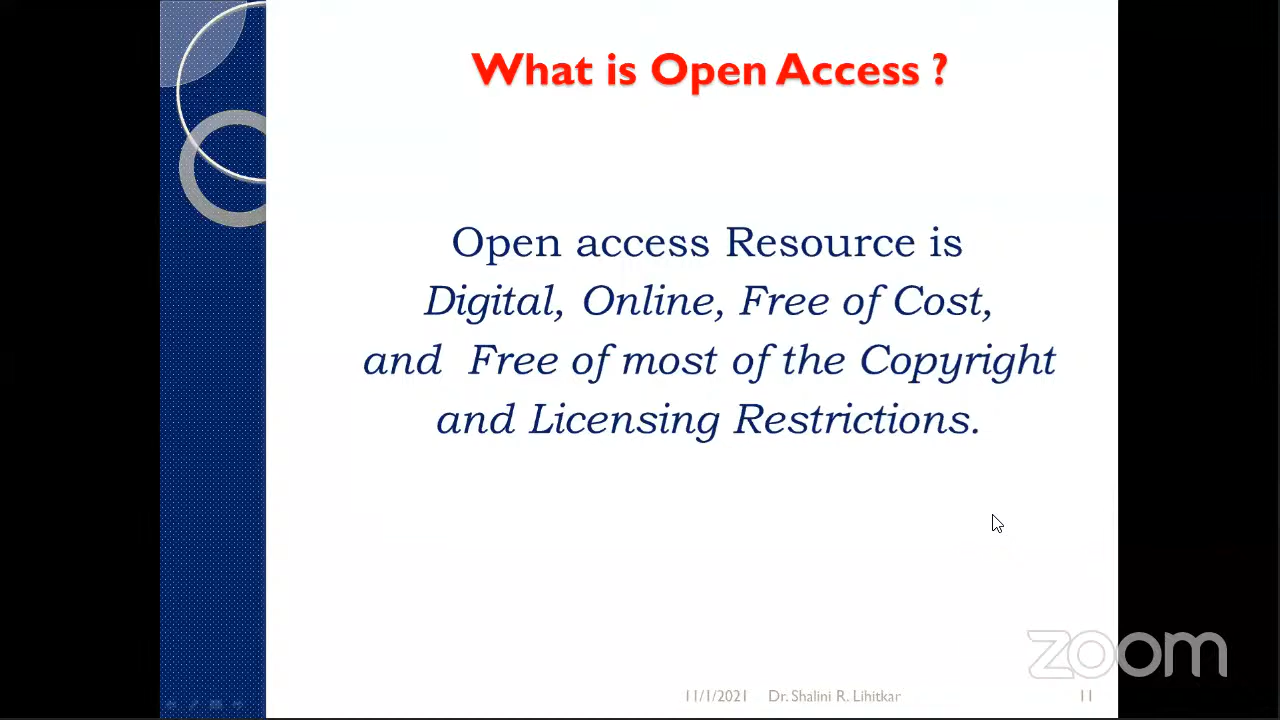 What is Open Access ?
Open access Resource is
Digital, Online, Free of Cost,
and Free of most of the Copyright
and Licensing Restrictions.
zoom
11/1/2021 Dr. Shalini R. Lihitkar 11